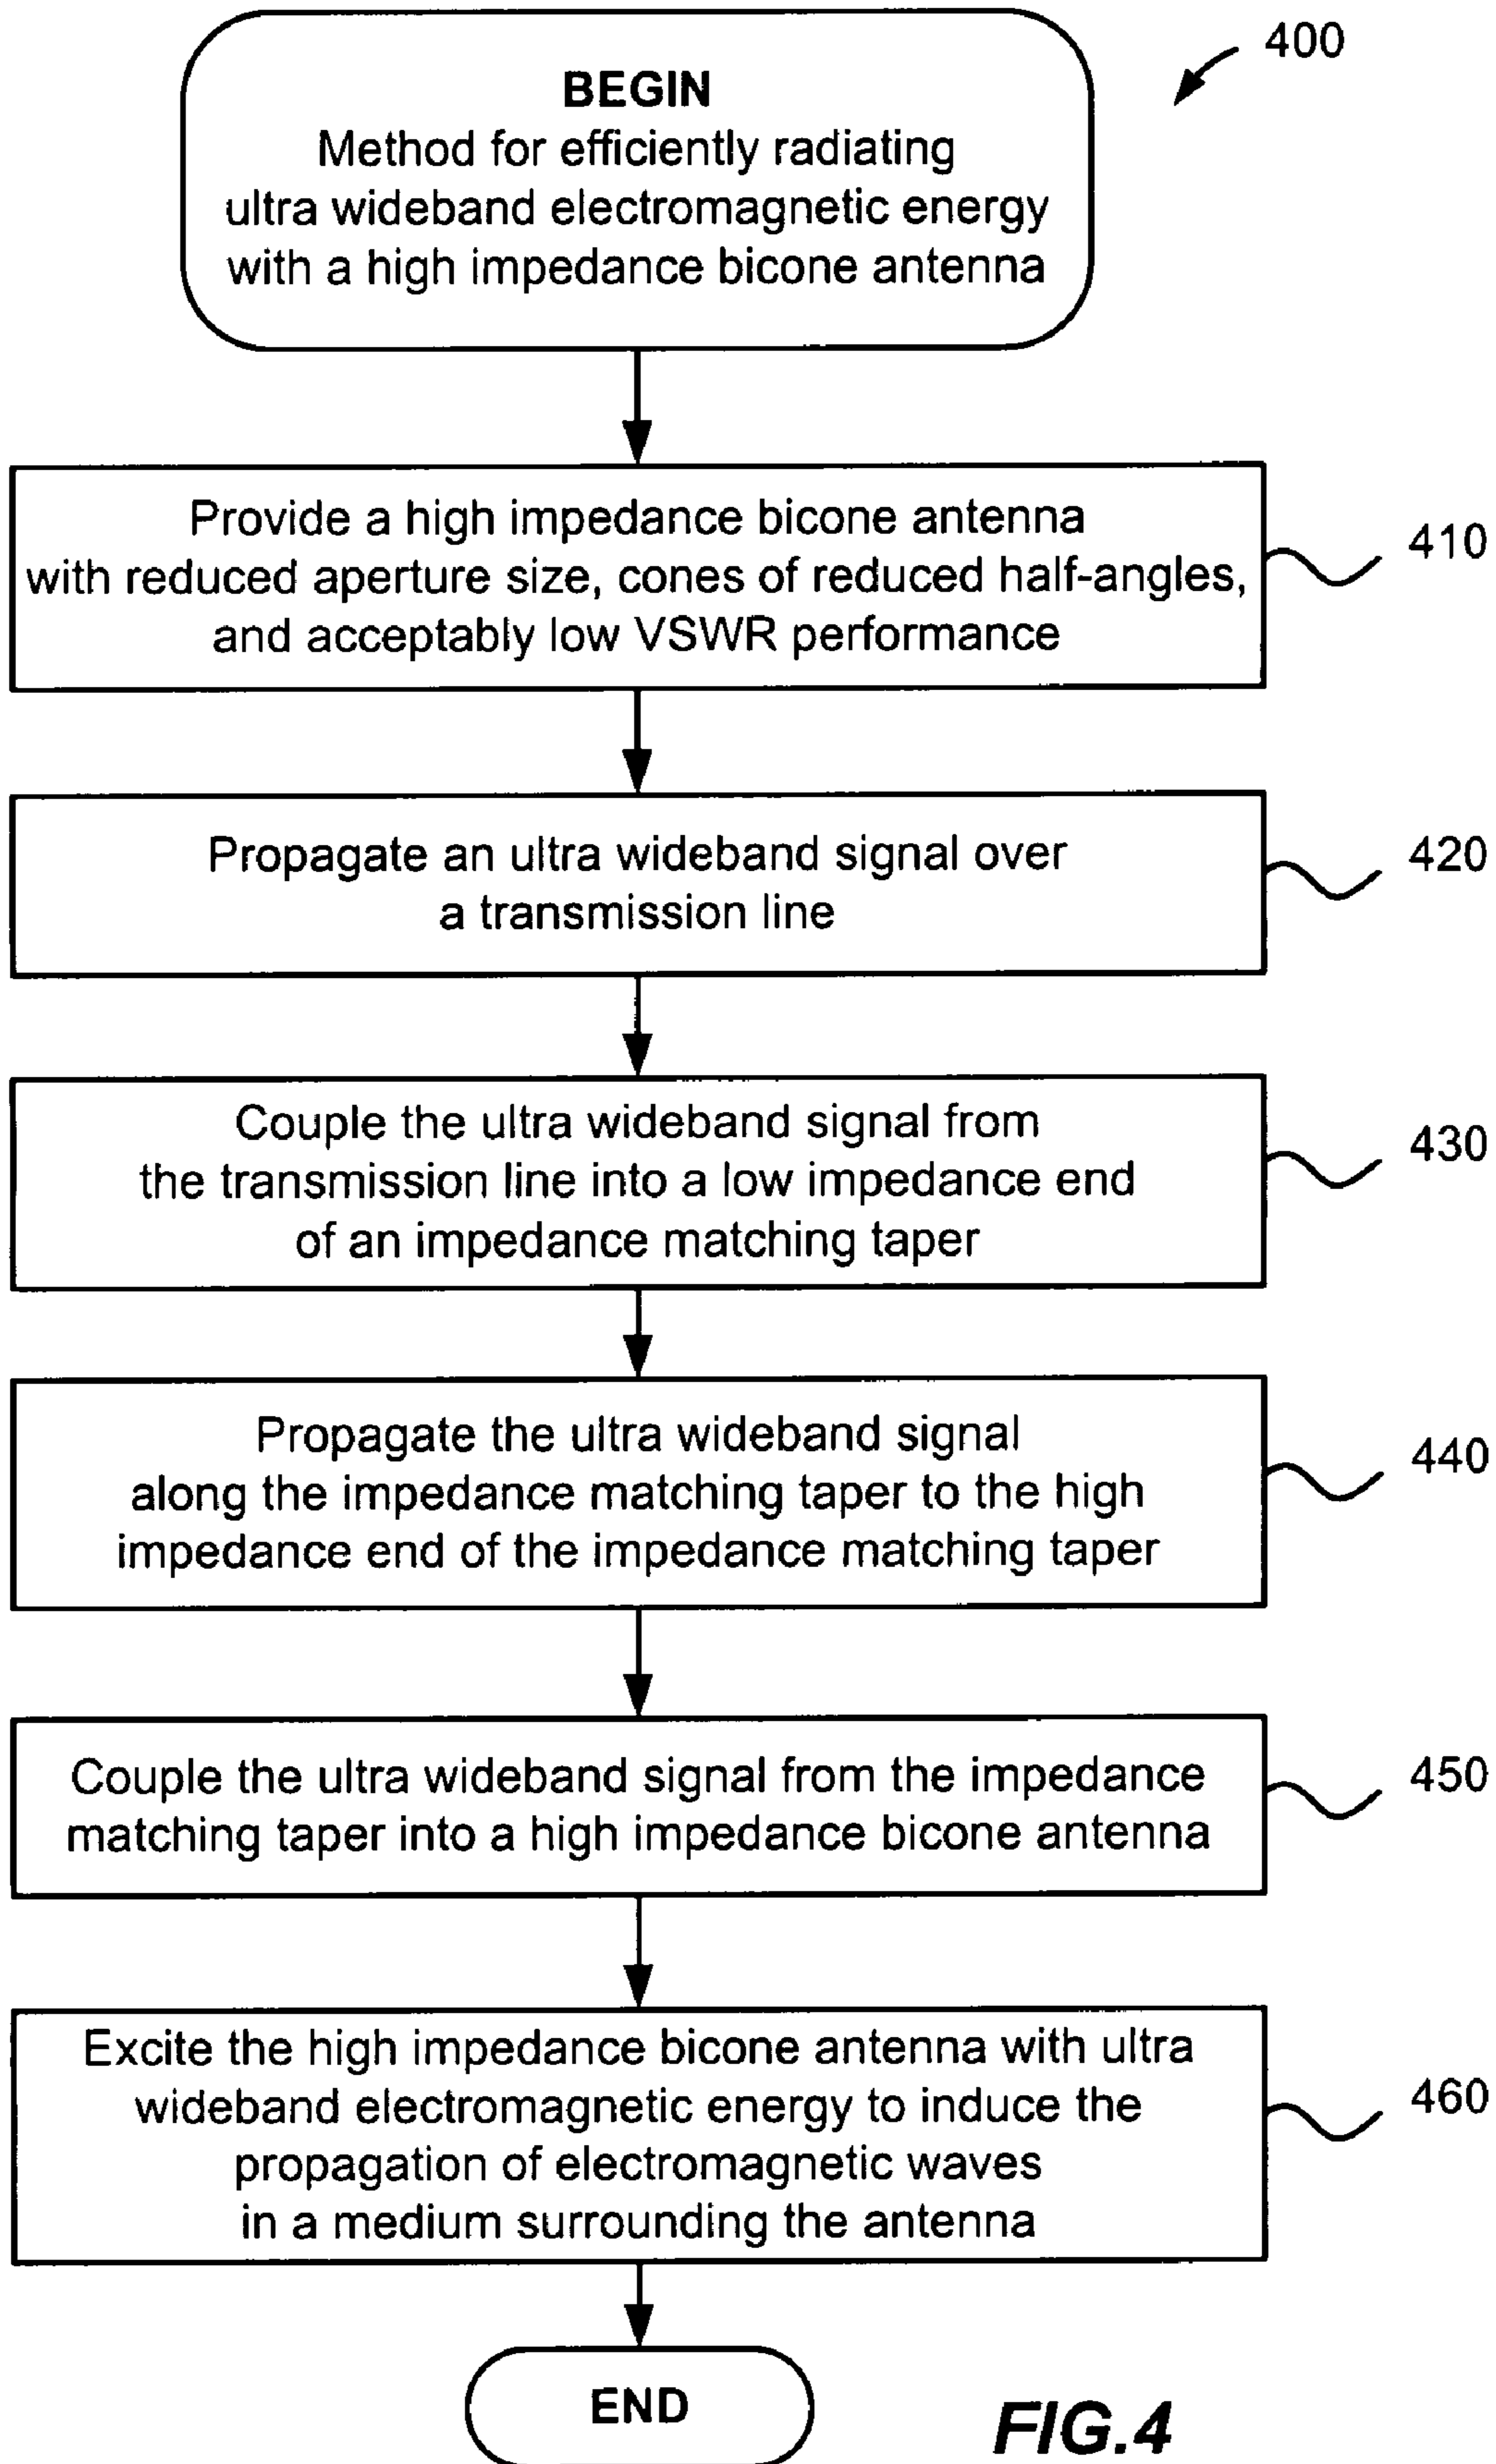 400
BEGIN
Method for efficiently radiating
ultra wideband electromagnetic energy
with a high impedance bicone antenna
Provide a high impedance bicone antenna
with reduced aperture size, cones of reduced half-angles,
and acceptably low VSWR performance
410
Propagate an ultra wideband signal over
a transmission line
420
Couple the ultra wideband signal from
the transmission line into a low impedance end
of an impedance matching taper
430
Propagate the ultra wideband signal
along the impedance matching taper to the high
impedance end of the impedance matching taper
440
Couple the ultra wideband signal from the impedance
matching taper into a high impedance bicone antenna
450
Excite the high impedance bicone antenna with ultra
wideband electromagnetic energy to induce the
propagation of electromagnetic waves
in a medium surrounding the antenna
460
END
FIG.4